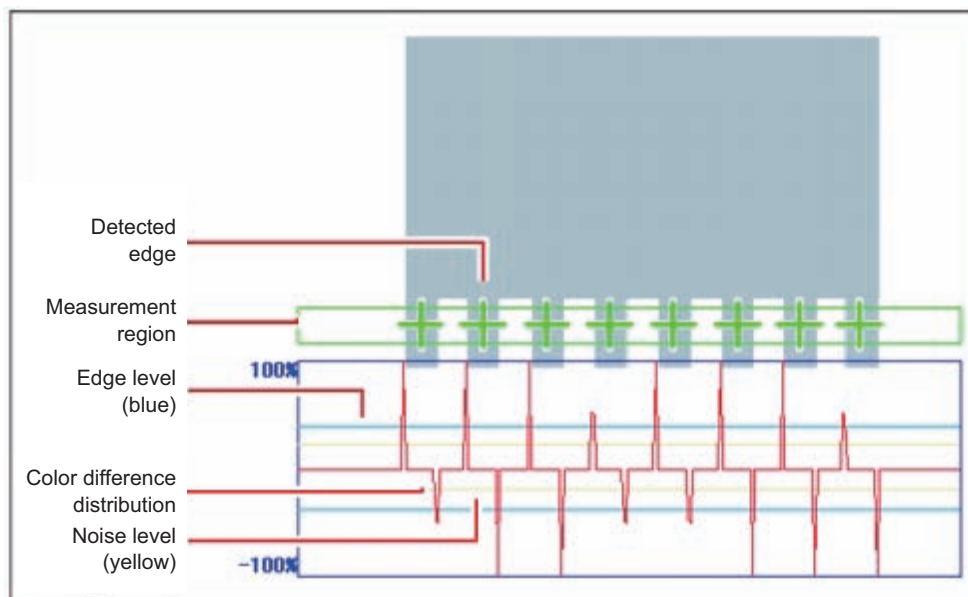 Detected
edge
Measurement
region
100%
Edge level
(blue)
Color difference
distribution
Noise level
(yellow)
-100%